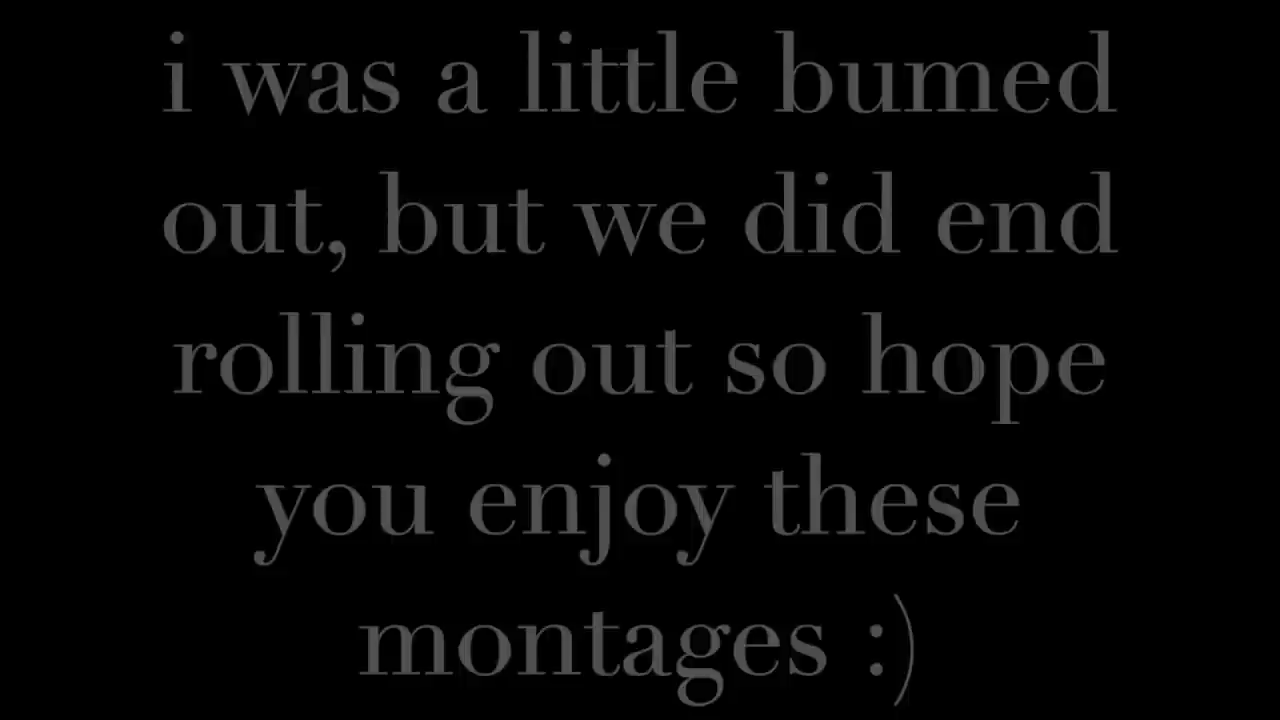 i was a little bumed
out, but we did end
rolling out so hope
you enjoy these
montages :)